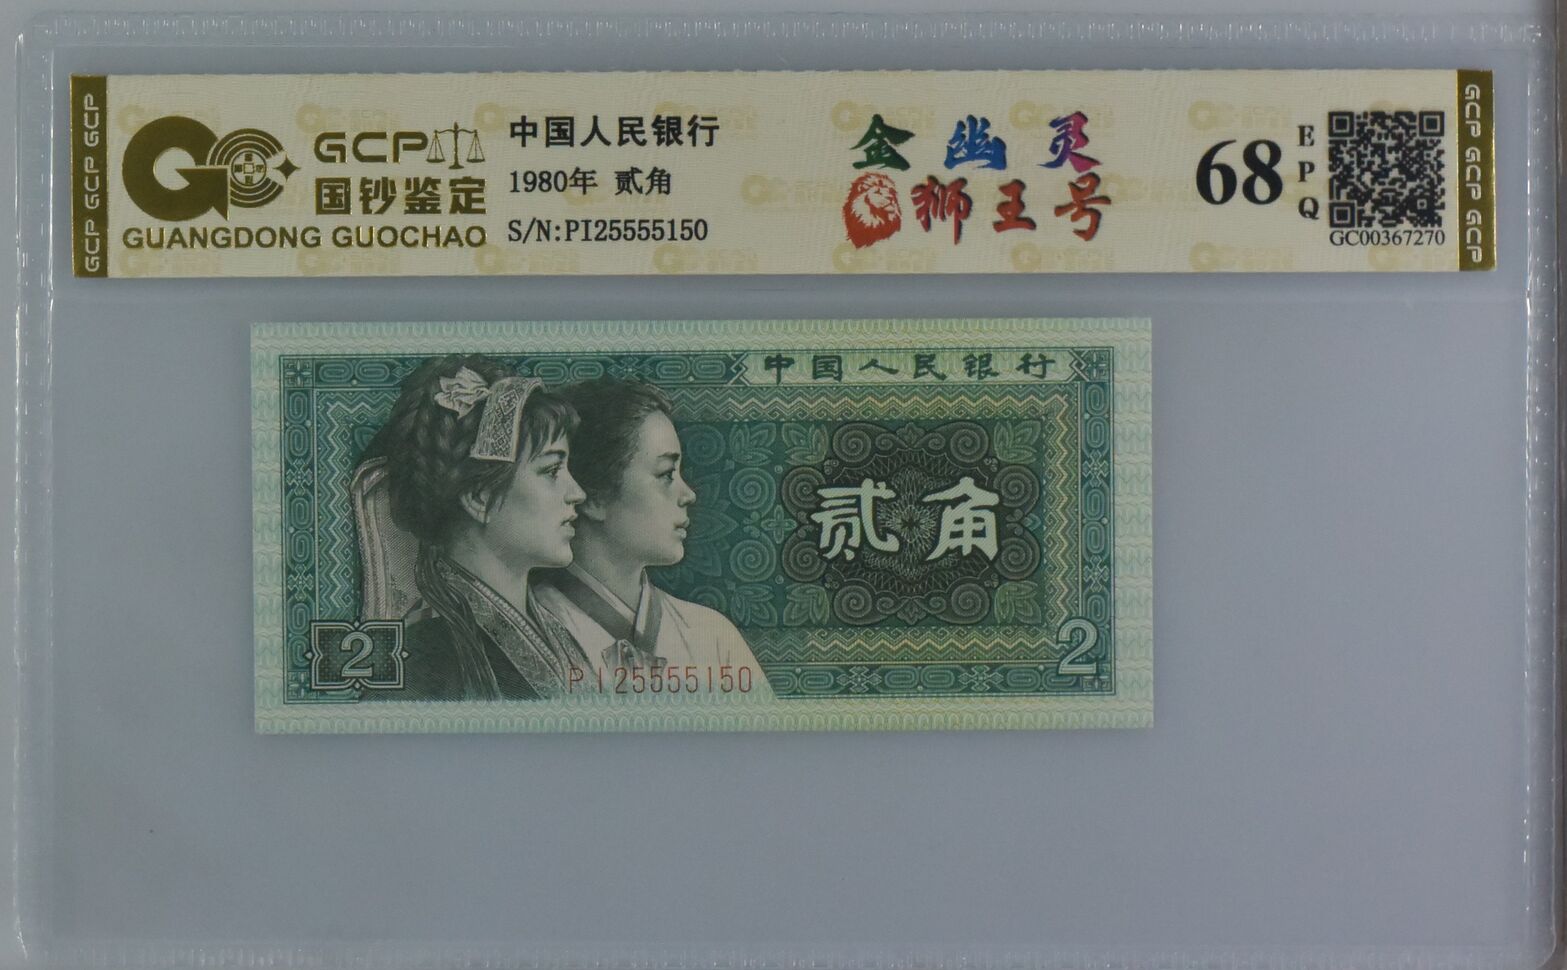 GCP GCP GCP
GCP
国钞鉴定
GUANGDONG GUOCHAO
中国人民银行
1980年 贰角
S/N:PI25555150
金幽灵
狮王号
68
EPQ
GC00367270
GCP GCP GCP
中国人民银行
贰角
2
PI25555150
2